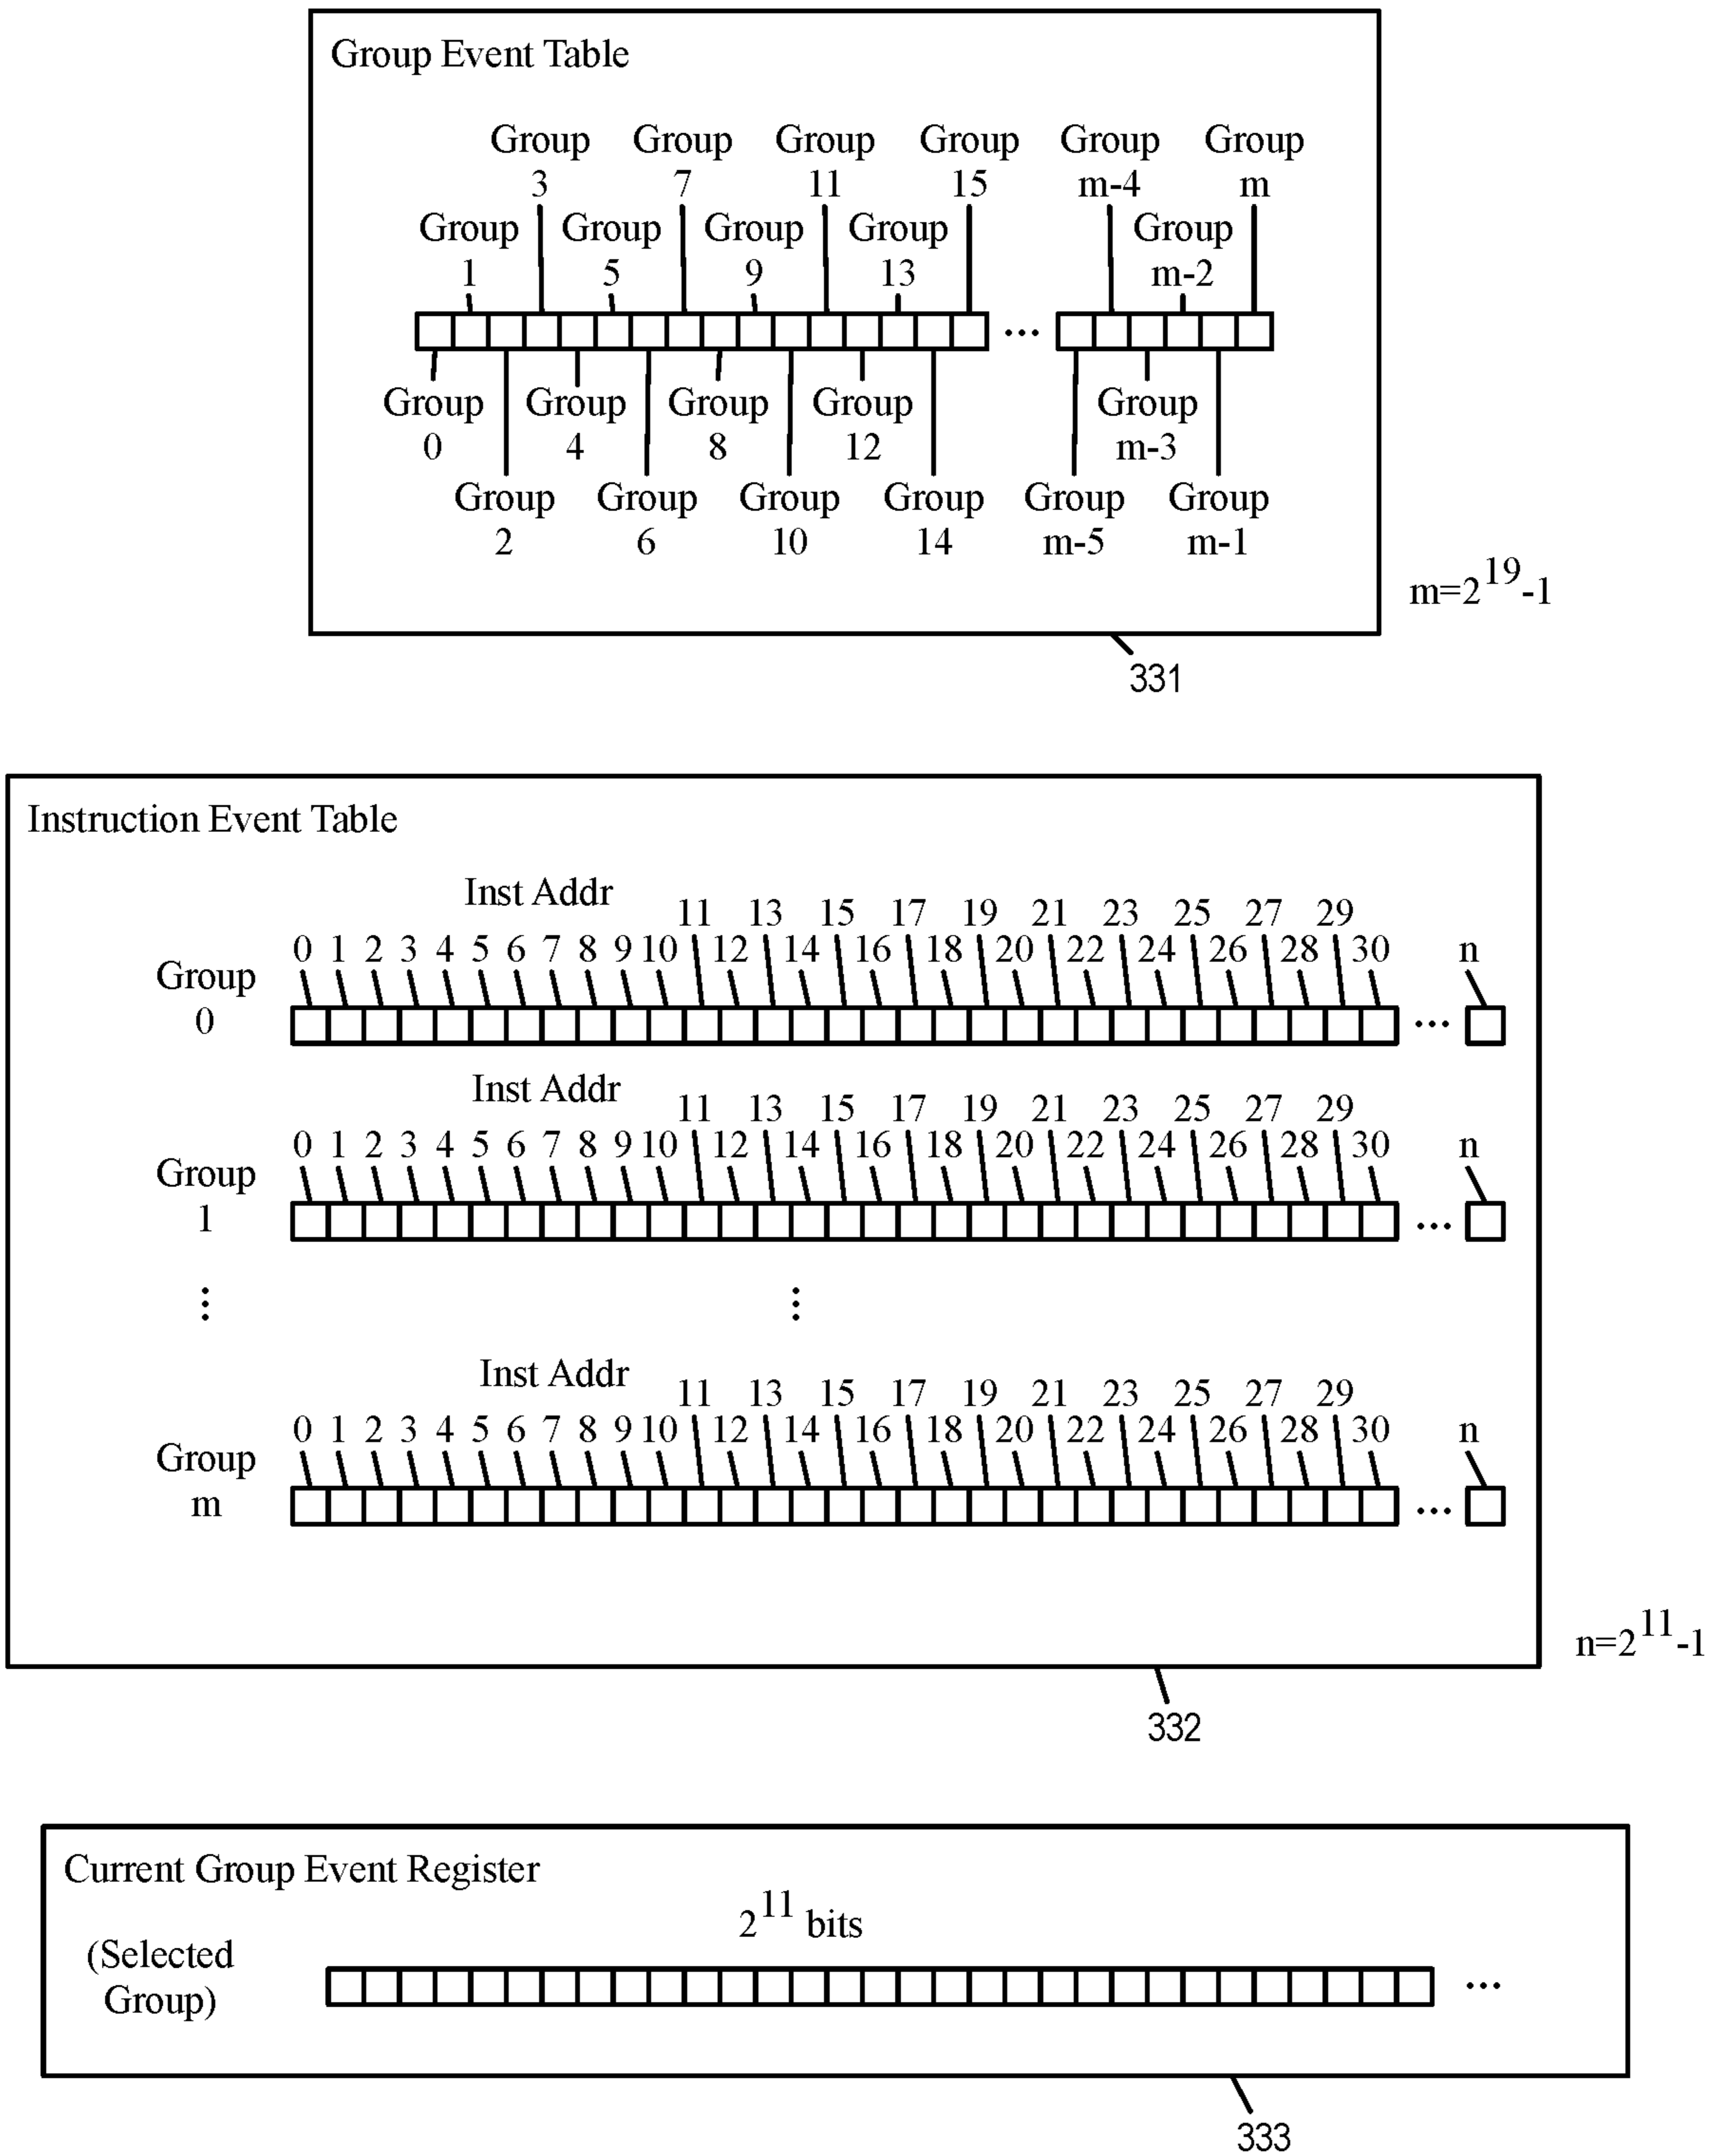 Group Event Table
Group Group Group Group Group Group
3 7 11 15 m-4 m
Group Group Group Group Group
1 5 9 13 m-2
...
Group Group Group Group Group
0 4 8 12 m-3
Group Group Group Group Group Group
2 6 10 14 m-5 m-1
m=2^19-1
331
Instruction Event Table
Inst Addr
11 13 15 17 19 21 23 25 27 29
0 1 2 3 4 5 6 7 8 9 10 12 14 16 18 20 22 24 26 28 30 n
Group
0
...
Inst Addr
11 13 15 17 19 21 23 25 27 29
0 1 2 3 4 5 6 7 8 9 10 12 14 16 18 20 22 24 26 28 30 n
Group
1
...
Inst Addr
11 13 15 17 19 21 23 25 27 29
0 1 2 3 4 5 6 7 8 9 10 12 14 16 18 20 22 24 26 28 30 n
Group
m
...
n=2^11-1
332
Current Group Event Register
2^11 bits
(Selected
Group)
...
333